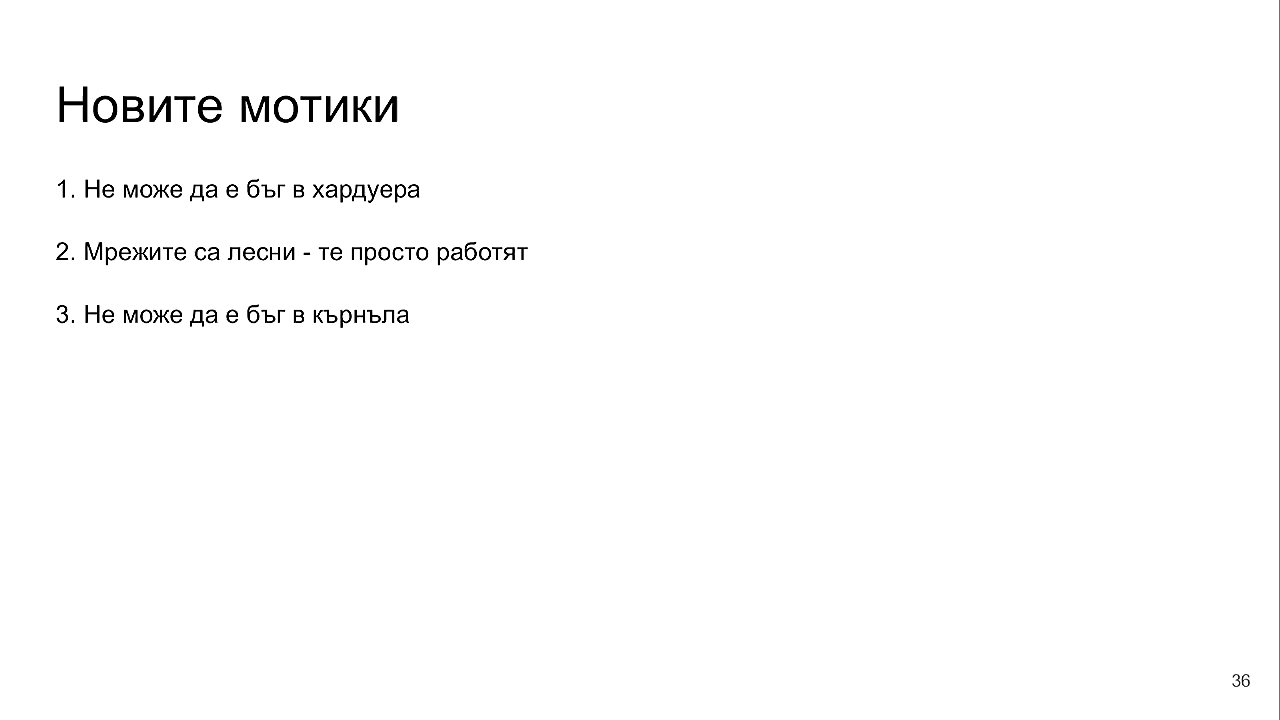 Новите мотики
1. Не може да е бъг в хардуера
2. Мрежите са лесни - те просто работят
3. Не може да е бъг в кърнъла
36